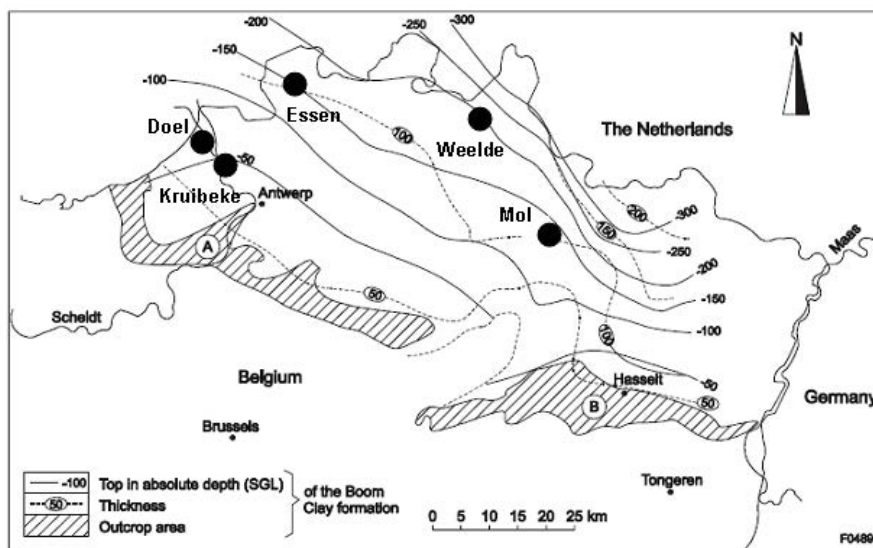 -200
-250
-300
-150
-100
N
Essen
100
Doel
Weelde
The Netherlands
-50
Kruibeke
Antwerp
200
Mol
-300
150
-250
A
Maas
-200
50
-150
Scheldt
-100
100
Belgium
-50
Hasselt
50
Germany
B
Brussels
-100 Top in absolute depth (SGL)
50 Thickness
Outcrop area
of the Boom
Clay formation
0 5 10 15 20 25
km
Tongeren
F0489